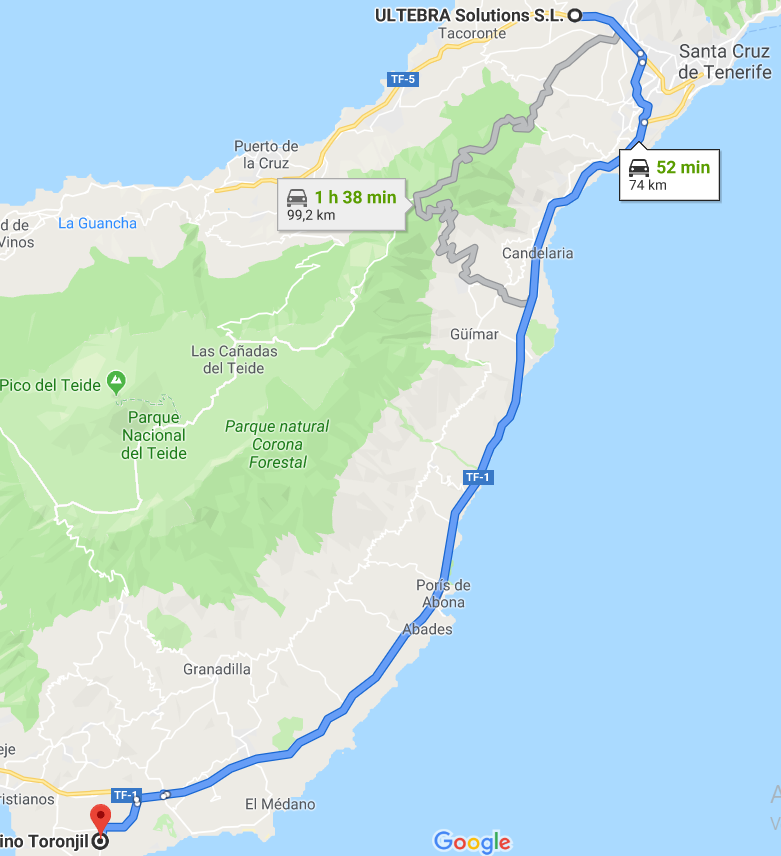 ULTEBRA Solutions S.L.
Tacoronte
Santa Cruz
de Tenerife
TF-5
Puerto de
la Cruz
52 min
74 km
1 h 38 min
99,2 km
d de
Vinos
La Guancha
Candelaria
Güímar
Las Cañadas
del Teide
Pico del Teide
Parque
Nacional
del Teide
Parque natural
Corona
Forestal
TF-1
Porís de
Abona
Abades
Granadilla
eje
TF-1
ristianos
El Médano
ino Toronjil
Google